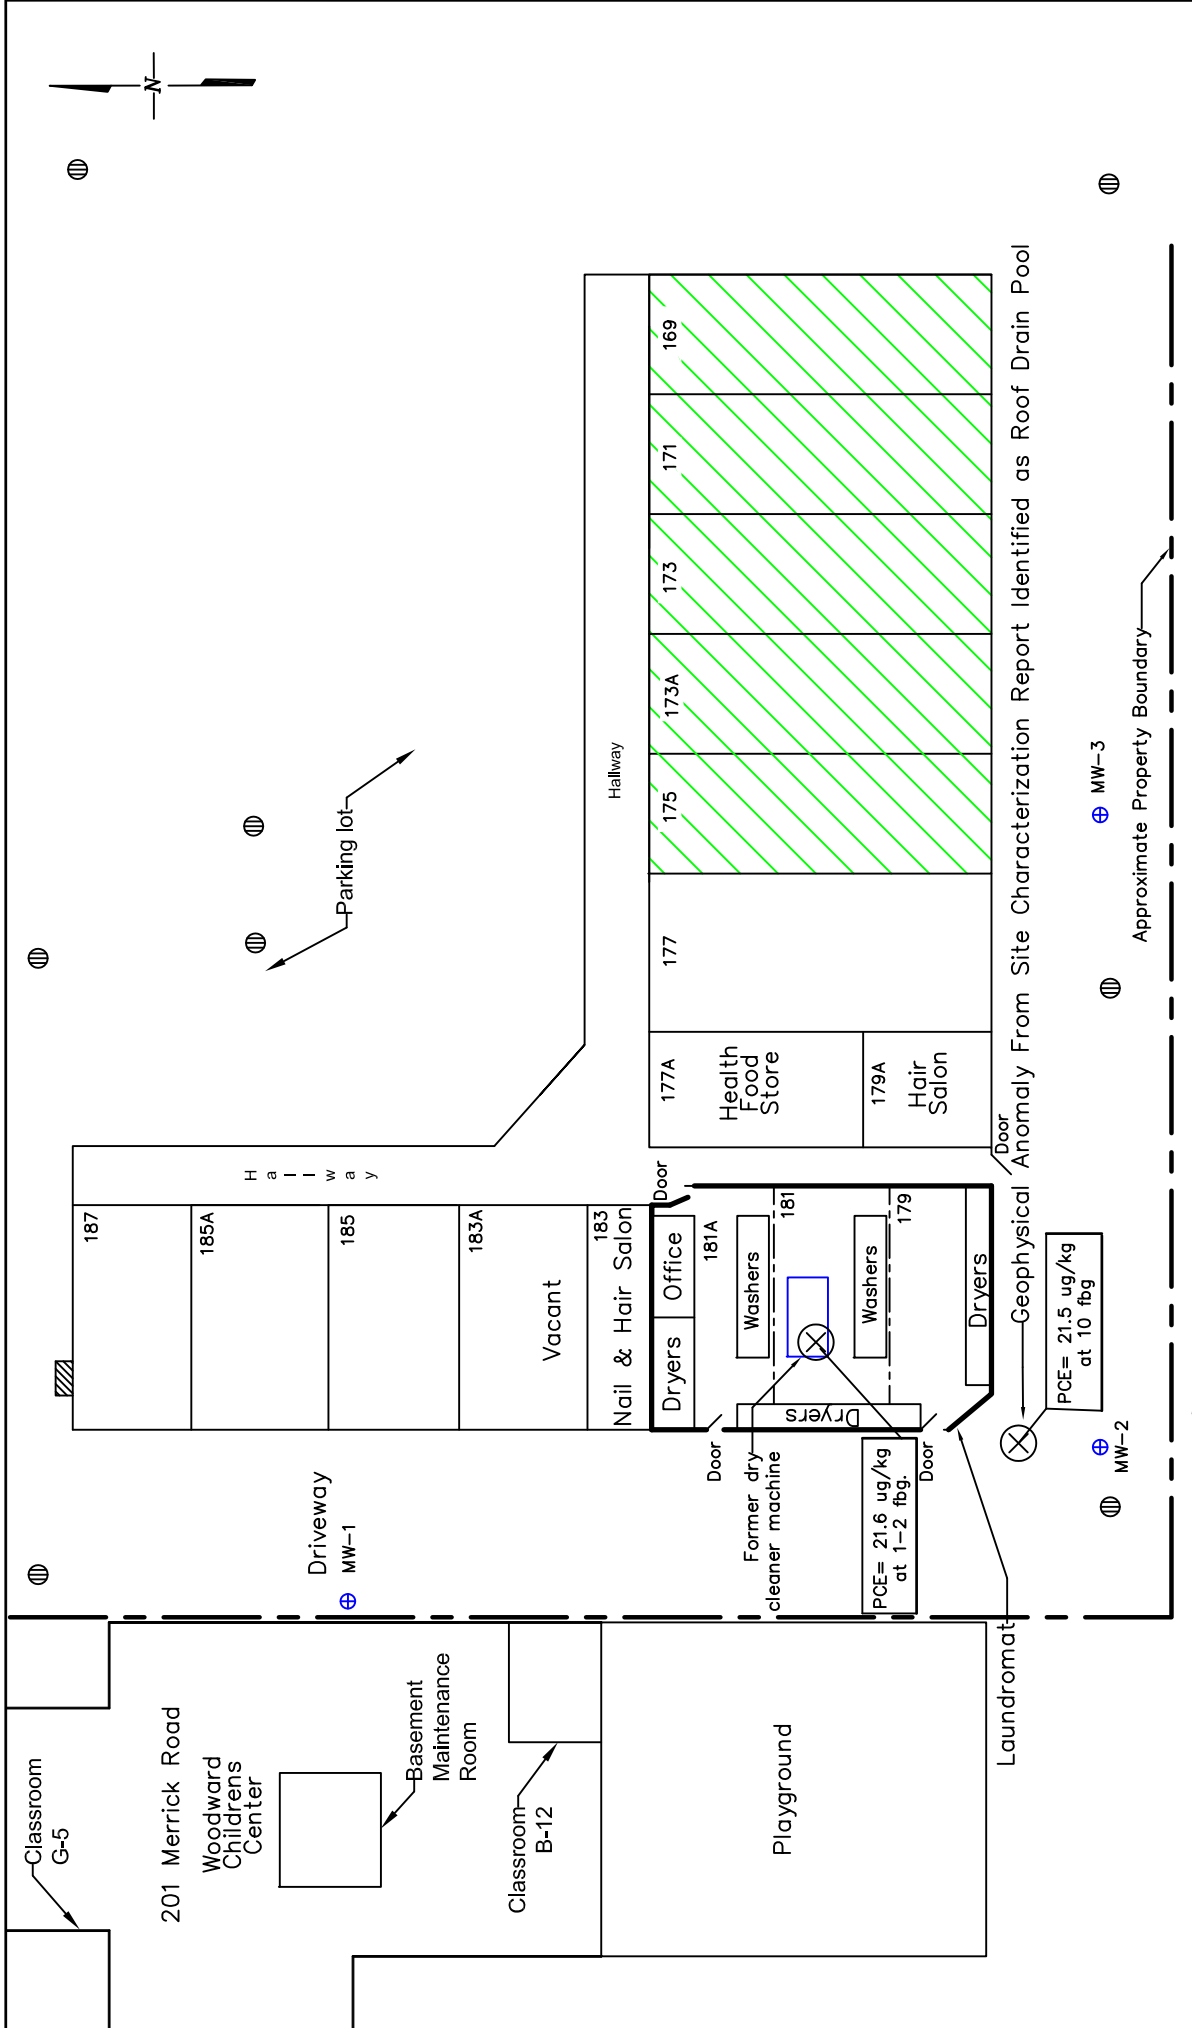 N
Classroom
G-5
201 Merrick Road
Woodward
Childrens
Center
Basement
Maintenance
Room
Classroom
B-12
Playground
Driveway
MW-1
187
185A
185
183A
Vacant
183
Nail & Hair Salon
H a l l w a y
Parking lot
Hallway
Door
Dryers
Office
181A
Washers
181
Washers
179
Dryers
Dryers
Door
Door
Door
Former dry
cleaner machine
PCE= 21.6 ug/kg
at 1-2 fbg.
Laundromat
177A
Health
Food
Store
179A
Hair
Salon
177
175
173A
173
171
169
Geophysical Anomaly From Site Characterization Report Identified as Roof Drain Pool
PCE= 21.5 ug/kg
at 10 fbg
MW-2
MW-3
Approximate Property Boundary